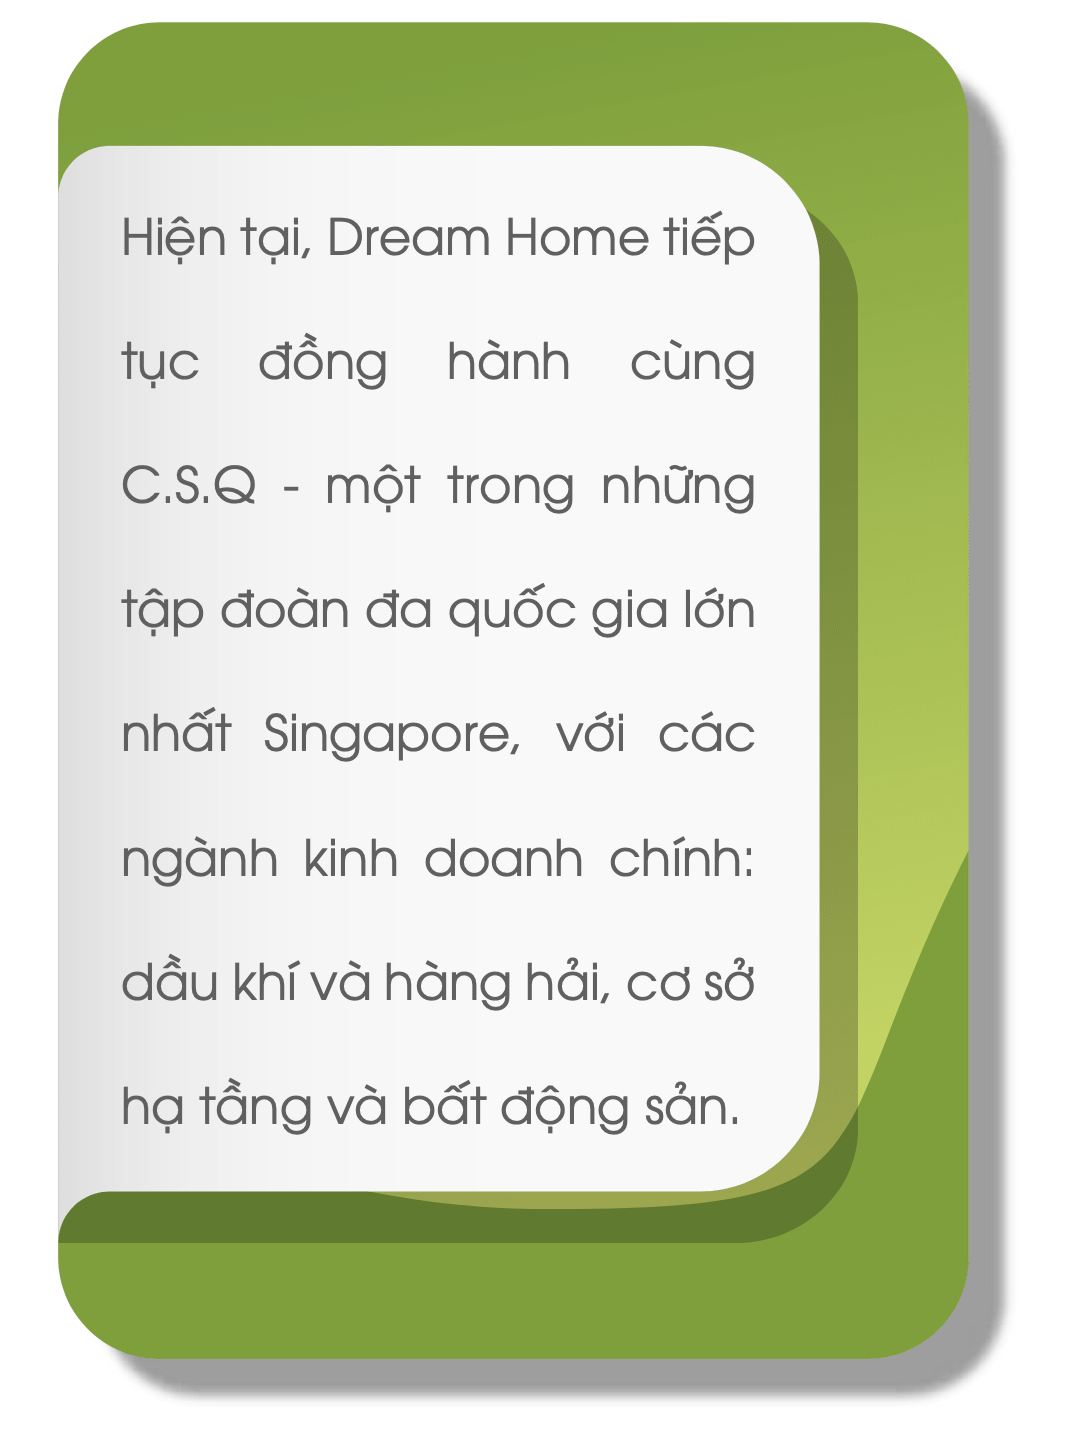 Hiện tại, Dream Home tiếp
tục đồng hành cùng
C.S.Q - một trong những
tập đoàn đa quốc gia lớn
nhất Singapore, với các
ngành kinh doanh chính:
dầu khí và hàng hải, cơ sở
hạ tầng và bất động sản.